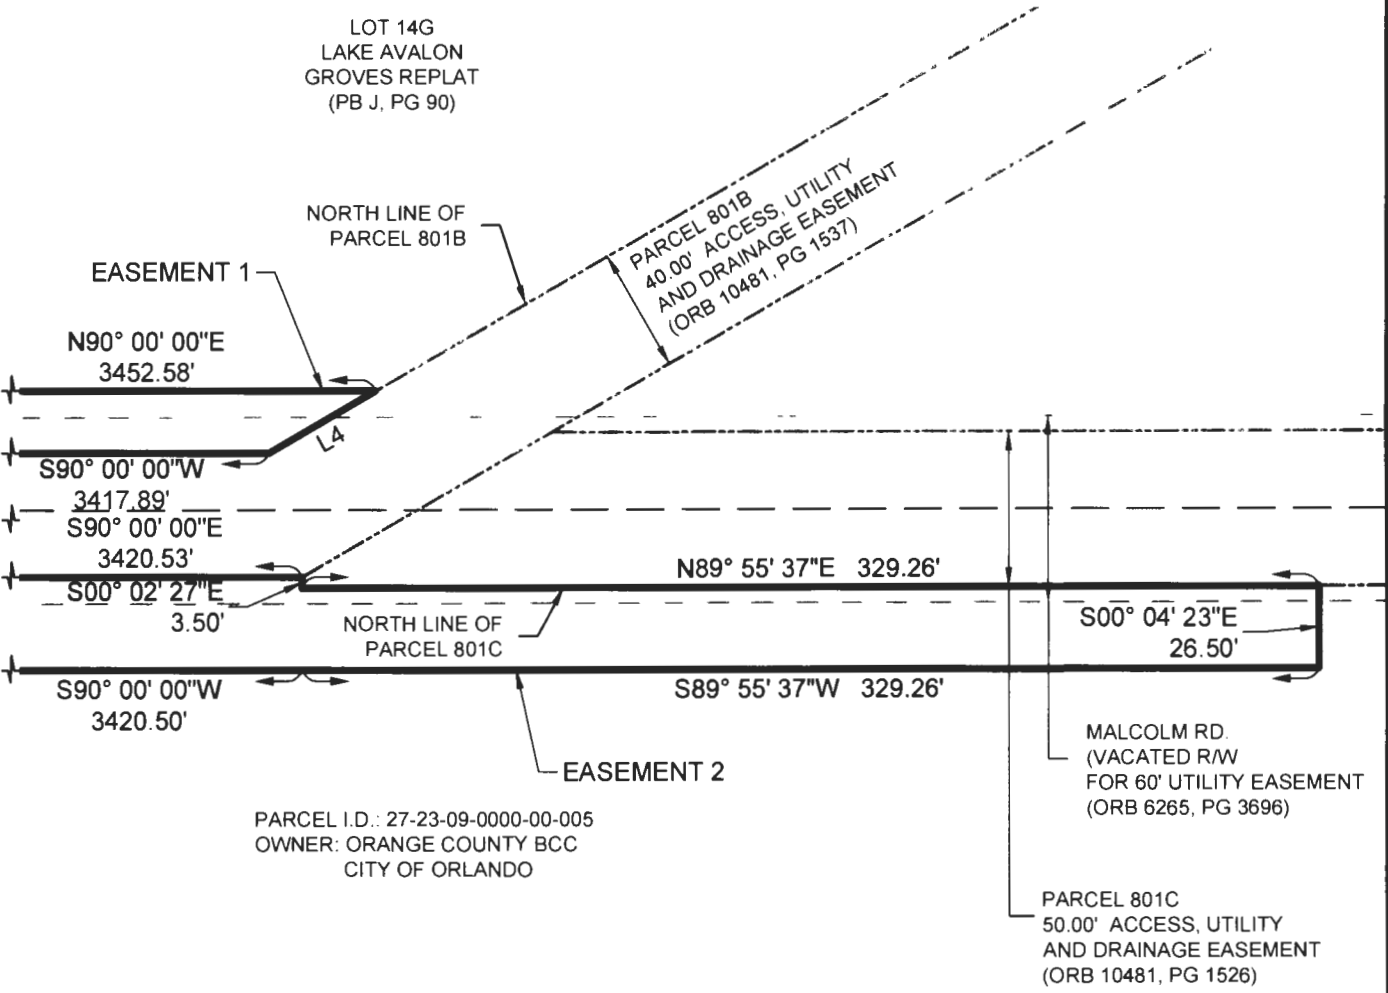 LOT 14G
LAKE AVALON
GROVES REPLAT
(PB J, PG 90)
NORTH LINE OF
PARCEL 801B
EASEMENT 1
PARCEL 801B
40.00' ACCESS, UTILITY
AND DRAINAGE EASEMENT
(ORB 10481, PG 1537)
N90° 00' 00"E
3452.58'
L4
S90° 00' 00"W
3417.89'
S90° 00' 00"E
3420.53'
S00° 02' 27"E
3.50'
N89° 55' 37"E 329.26'
NORTH LINE OF
PARCEL 801C
S00° 04' 23"E
26.50'
S90° 00' 00"W
3420.50'
S89° 55' 37"W 329.26'
EASEMENT 2
MALCOLM RD.
(VACATED R/W
FOR 60' UTILITY EASEMENT
(ORB 6265, PG 3696)
PARCEL I.D.: 27-23-09-0000-00-005
OWNER: ORANGE COUNTY BCC
CITY OF ORLANDO
PARCEL 801C
50.00' ACCESS, UTILITY
AND DRAINAGE EASEMENT
(ORB 10481, PG 1526)